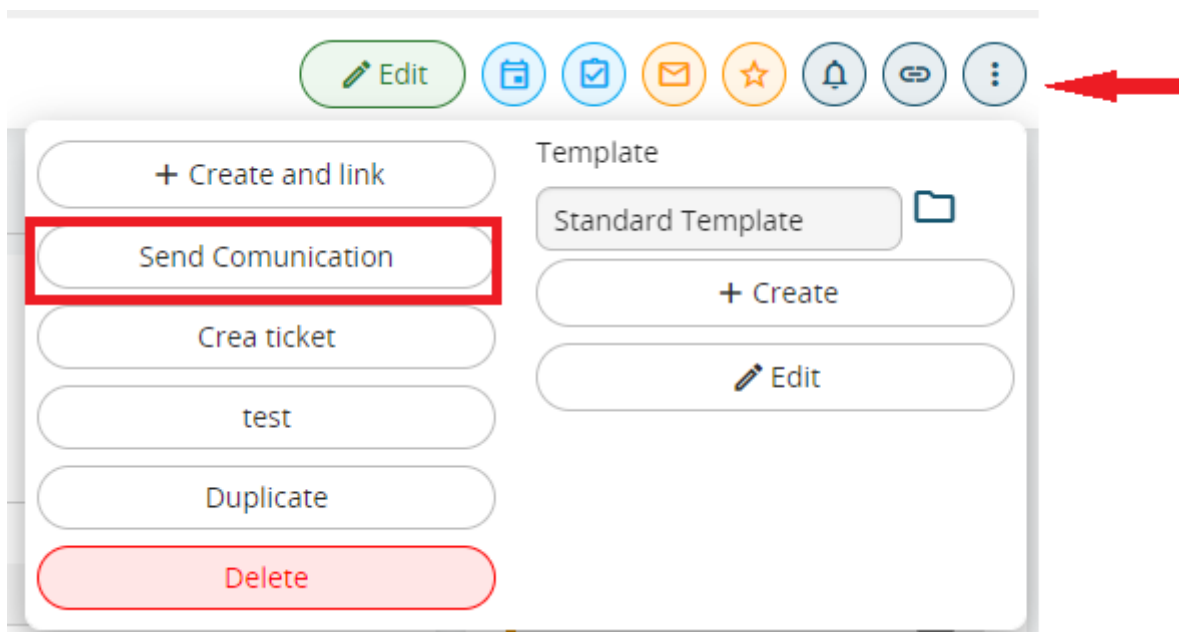 Edit
+ Create and link
Send Comunication
Crea ticket
test
Duplicate
Delete
Template
Standard Template
+ Create
Edit